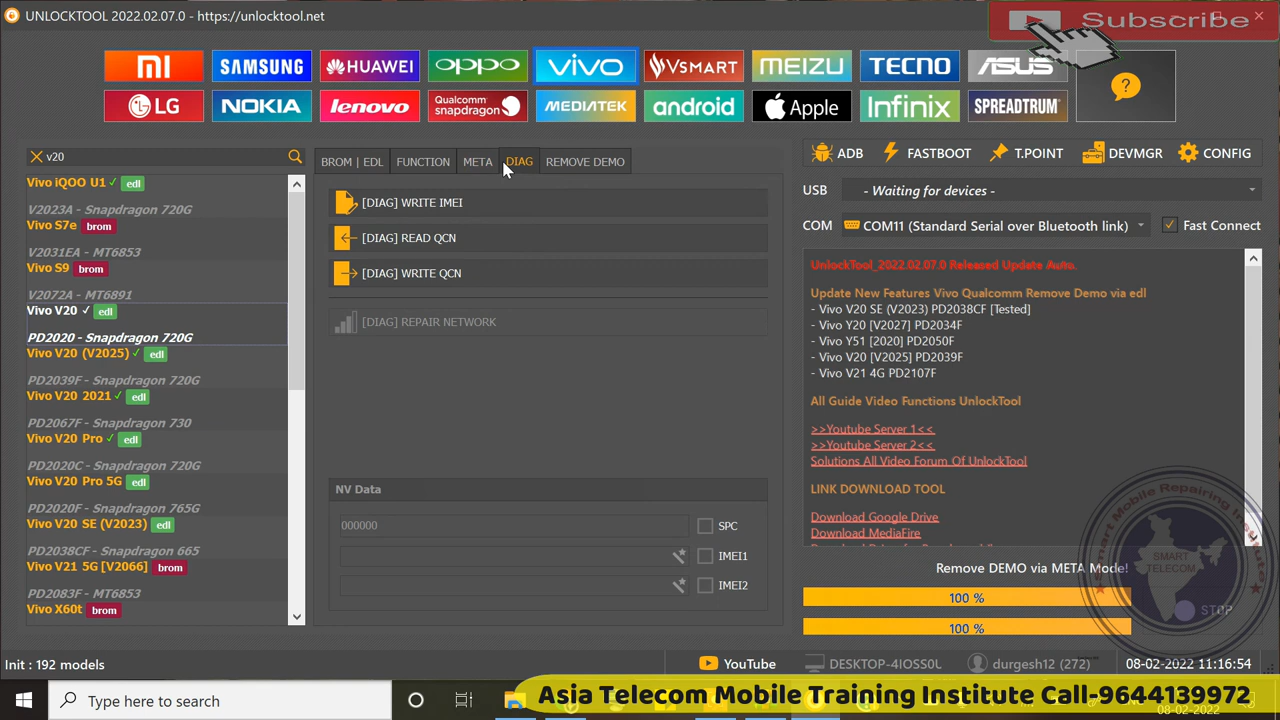 UNLOCKTOOL 2022.02.07.0 - https://unlocktool.net
Subscribe
MI SAMSUNG HUAWEI OPPO vivo VSMART MEIZU TECNO ASUS
LG NOKIA lenovo Qualcomm snapdragon MEDIATEK android Apple Infinix SPREADTRUM ?
v20
Vivo iQOO U1 ✓ edl
V2023A - Snapdragon 720G
Vivo S7e brom
V2031EA - MT6853
Vivo S9 brom
V2072A - MT6891
Vivo V20 ✓ edl
PD2020 - Snapdragon 720G
Vivo V20 (V2025) ✓ edl
PD2039F - Snapdragon 720G
Vivo V20 2021 ✓ edl
PD2067F - Snapdragon 730
Vivo V20 Pro ✓ edl
PD2020C - Snapdragon 720G
Vivo V20 Pro 5G edl
PD2020F - Snapdragon 765G
Vivo V20 SE (V2023) edl
PD2038CF - Snapdragon 665
Vivo V21 5G [V2066] brom
PD2083F - MT6853
Vivo X60t brom
BROM | EDL FUNCTION META DIAG REMOVE DEMO
[DIAG] WRITE IMEI
[DIAG] READ QCN
[DIAG] WRITE QCN
[DIAG] REPAIR NETWORK
NV Data
000000 SPC
IMEI1
IMEI2
ADB FASTBOOT T.POINT DEVMGR CONFIG
USB - Waiting for devices -
COM COM11 (Standard Serial over Bluetooth link) Fast Connect
UnlockTool_2022.02.07.0 Released Update Auto.
Update New Features Vivo Qualcomm Remove Demo via edl
- Vivo V20 SE (V2023) PD2038CF [Tested]
- Vivo Y20 [V2027] PD2034F
- Vivo Y51 [2020] PD2050F
- Vivo V20 [V2025] PD2039F
- Vivo V21 4G PD2107F
All Guide Video Functions UnlockTool
>>Youtube Server 1<<
>>Youtube Server 2<<
Solutions All Video Forum Of UnlockTool
LINK DOWNLOAD TOOL
Download Google Drive
Download MediaFire
Remove DEMO via META Mode!
100 %
100 %
STOP
Smart Mobile Repairing Institute
SMART
TELECOM
Init : 192 models
YouTube DESKTOP-4IOSS0L durgesh12 (272) 08-02-2022 11:16:54
Type here to search
Asia Telecom Mobile Training Institute Call-9644139972
08-02-2022